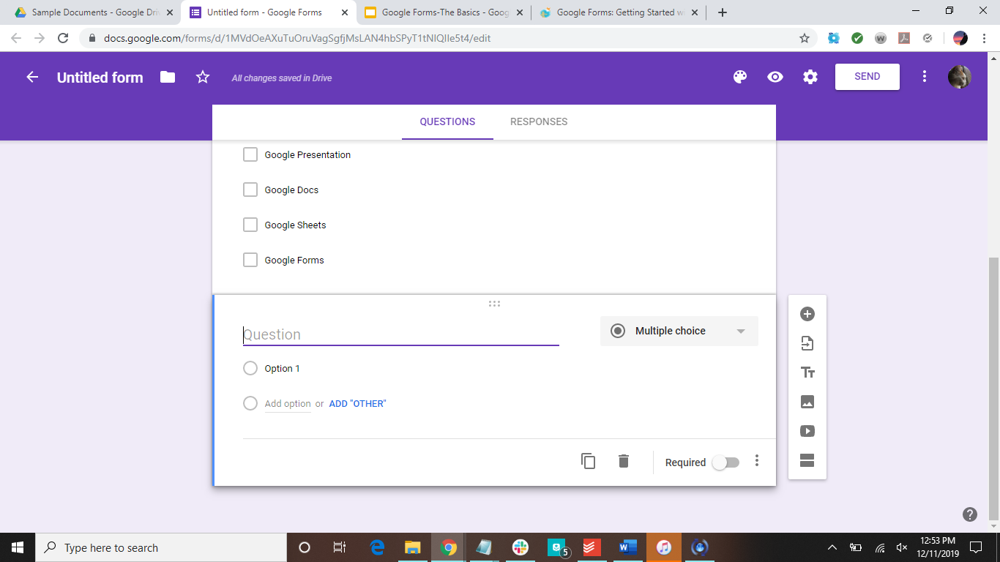 Sample Documents - Google Dri
Untitled form - Google Forms
Google Forms-The Basics - Goog
Google Forms: Getting Started w
docs.google.com/forms/d/1MVdOeAXuTuOruVagSgfjMsLAN4hbSPyT1tNIQlIe5t4/edit
Untitled form
All changes saved in Drive
SEND
QUESTIONS
RESPONSES
Google Presentation
Google Docs
Google Sheets
Google Forms
Question
Multiple choice
Option 1
Add option or ADD "OTHER"
Required
Type here to search
5
12:53 PM
12/11/2019